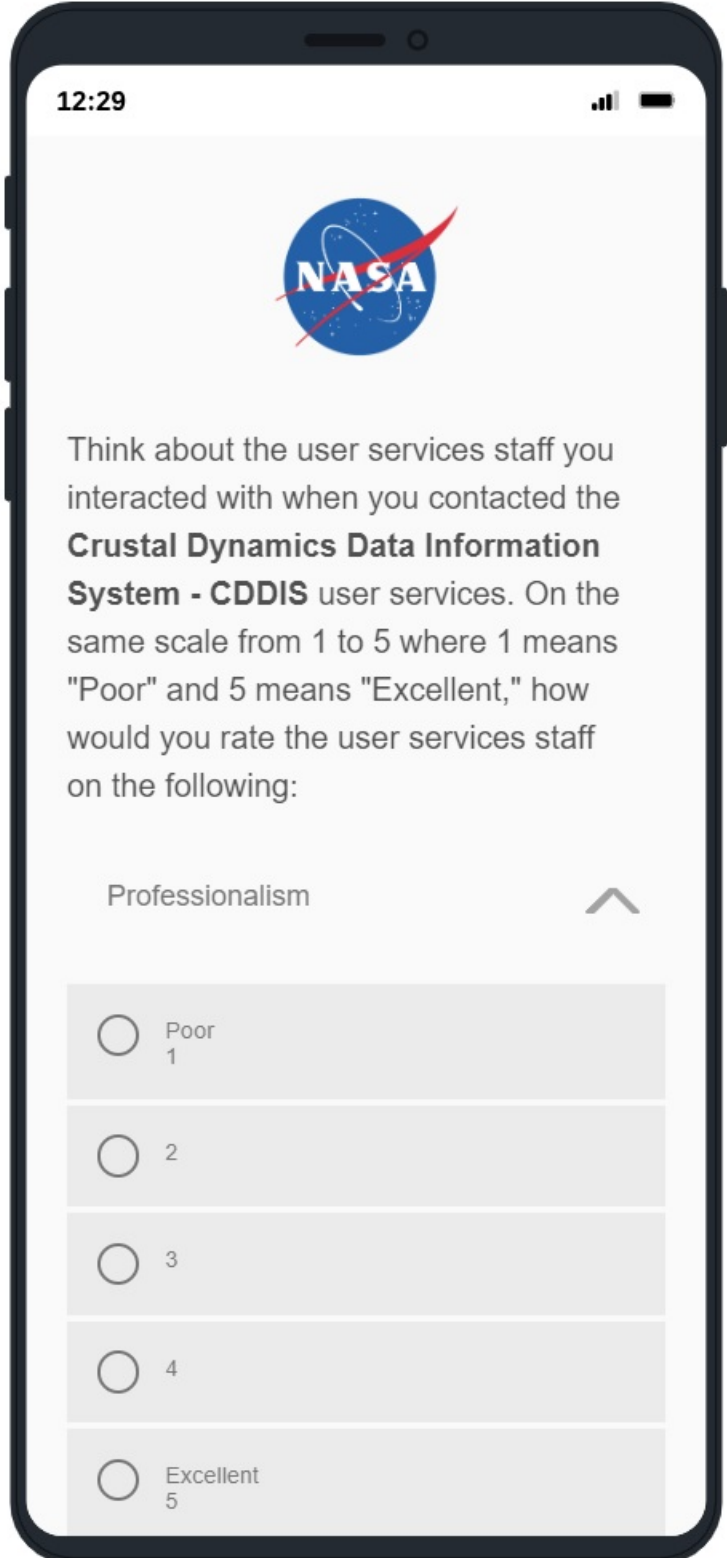 12:29
NASA
Think about the user services staff you
interacted with when you contacted the
Crustal Dynamics Data Information
System - CDDIS user services. On the
same scale from 1 to 5 where 1 means
"Poor" and 5 means "Excellent," how
would you rate the user services staff
on the following:
Professionalism
Poor
1
2
3
4
Excellent
5